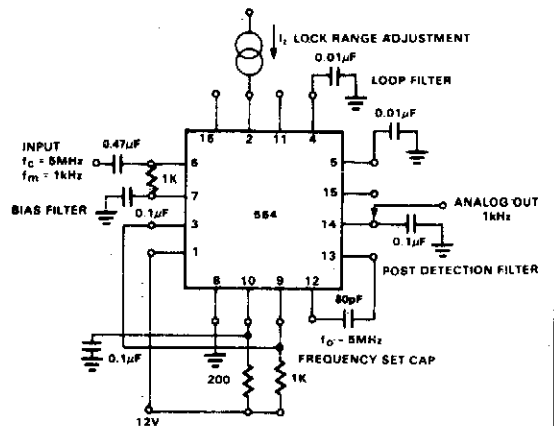 I₂ LOCK RANGE ADJUSTMENT
0.01µF
LOOP FILTER
0.01µF
16
2
11
4
INPUT
fC = 5MHz
fm = 1kHz
0.47µF
6
5
1K
7
15
BIAS FILTER
0.1µF
3
564
14
ANALOG OUT
1kHz
1
0.1µF
13
POST DETECTION FILTER
8
10
9
12
80pF
fO - 5MHz
FREQUENCY SET CAP
0.1µF
200
1K
12V